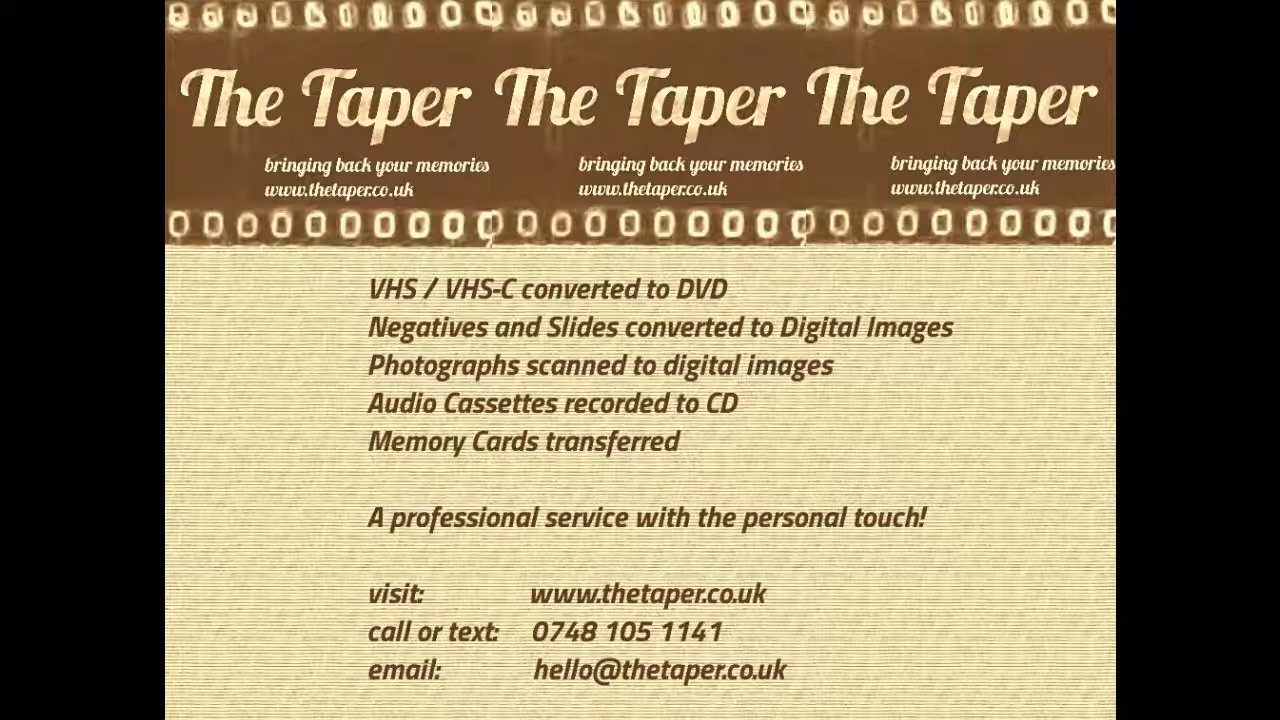 The Taper The Taper The Taper
bringing back your memories bringing back your memories bringing back your memories
www.thetaper.co.uk www.thetaper.co.uk www.thetaper.co.uk
VHS / VHS-C converted to DVD
Negatives and Slides converted to Digital Images
Photographs scanned to digital images
Audio Cassettes recorded to CD
Memory Cards transferred
A professional service with the personal touch!
visit: www.thetaper.co.uk
call or text: 0748 105 1141
email: hello@thetaper.co.uk